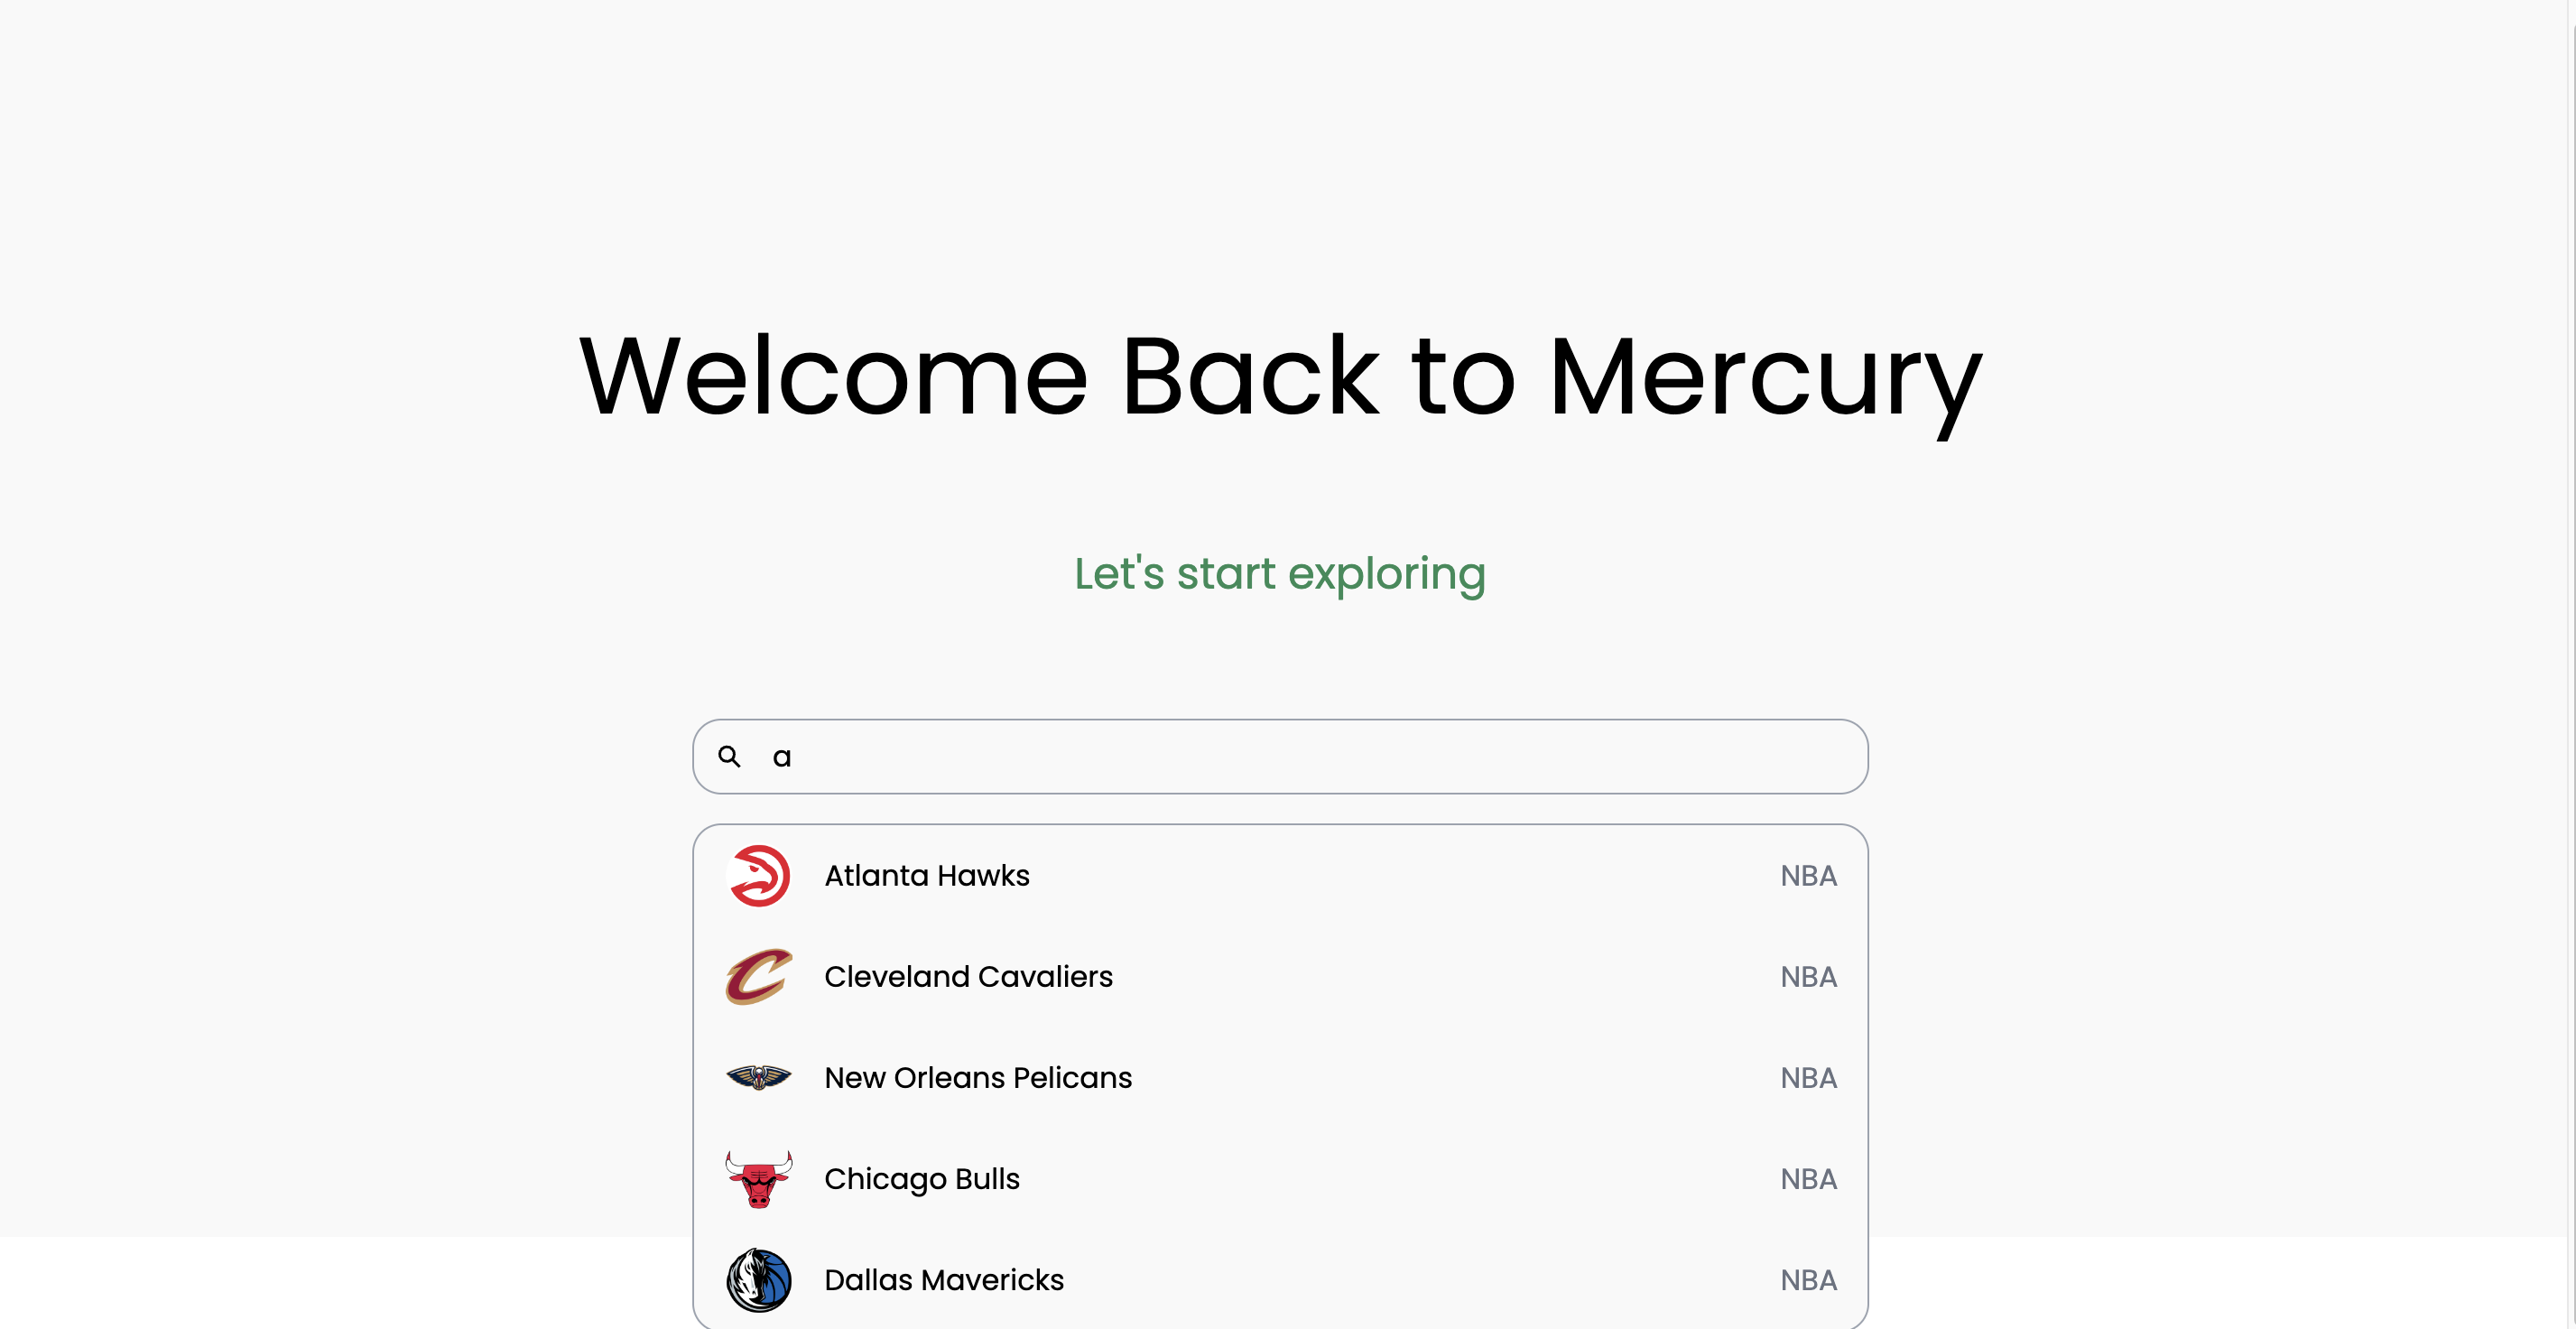 Welcome Back to Mercury
Let's start exploring
a
Atlanta Hawks NBA
Cleveland Cavaliers NBA
New Orleans Pelicans NBA
Chicago Bulls NBA
Dallas Mavericks NBA